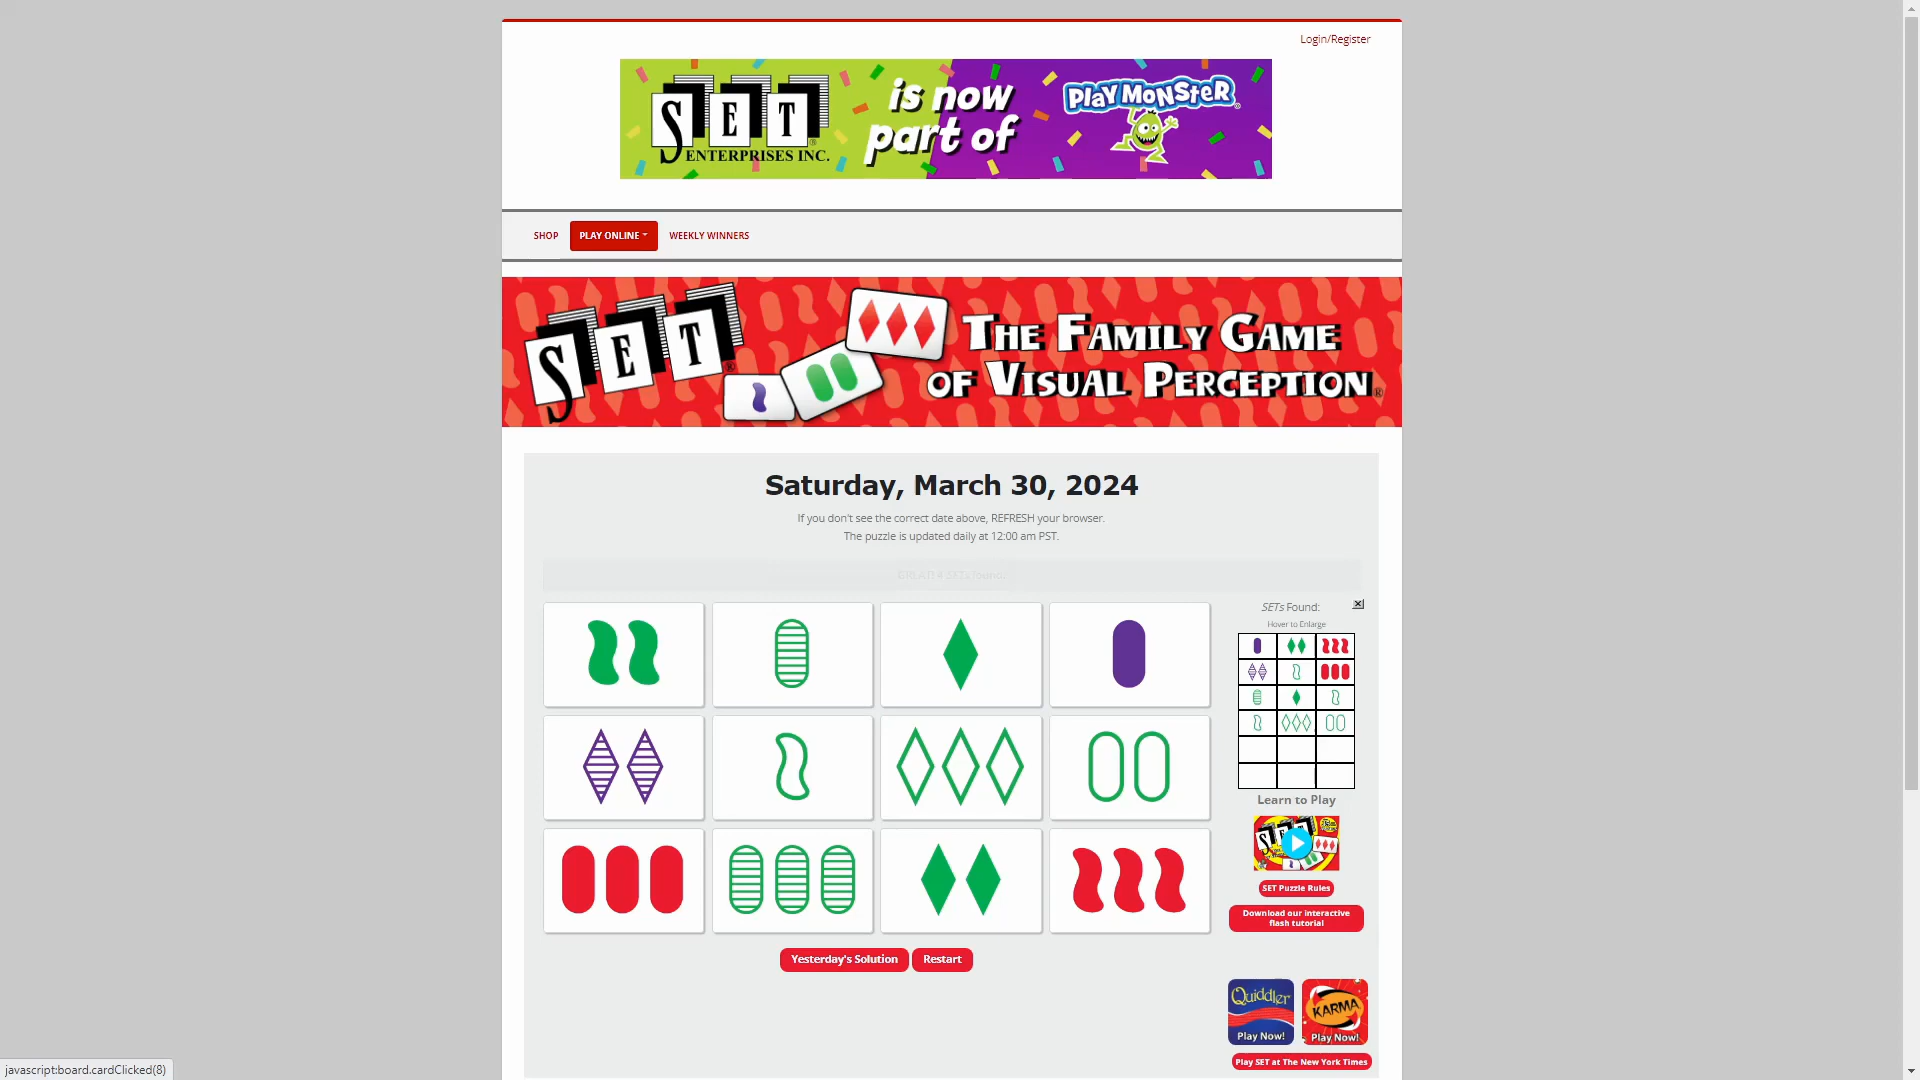 Login/Register
SET
ENTERPRISES INC.
is now
part of
PLAY MONSTER
SHOP
PLAY ONLINE
WEEKLY WINNERS
SET
THE FAMILY GAME
OF VISUAL PERCEPTION
Saturday, March 30, 2024
If you don't see the correct date above, REFRESH your browser.
The puzzle is updated daily at 12:00 am PST.
SETs Found:
Hover to Enlarge
Learn to Play
SET
SET Puzzle Rules
Download our interactive
flash tutorial
Yesterday's Solution
Restart
Quiddler
Play Now!
KARMA
Play Now!
Play SET at The New York Times
javascript:board.cardClicked(8)